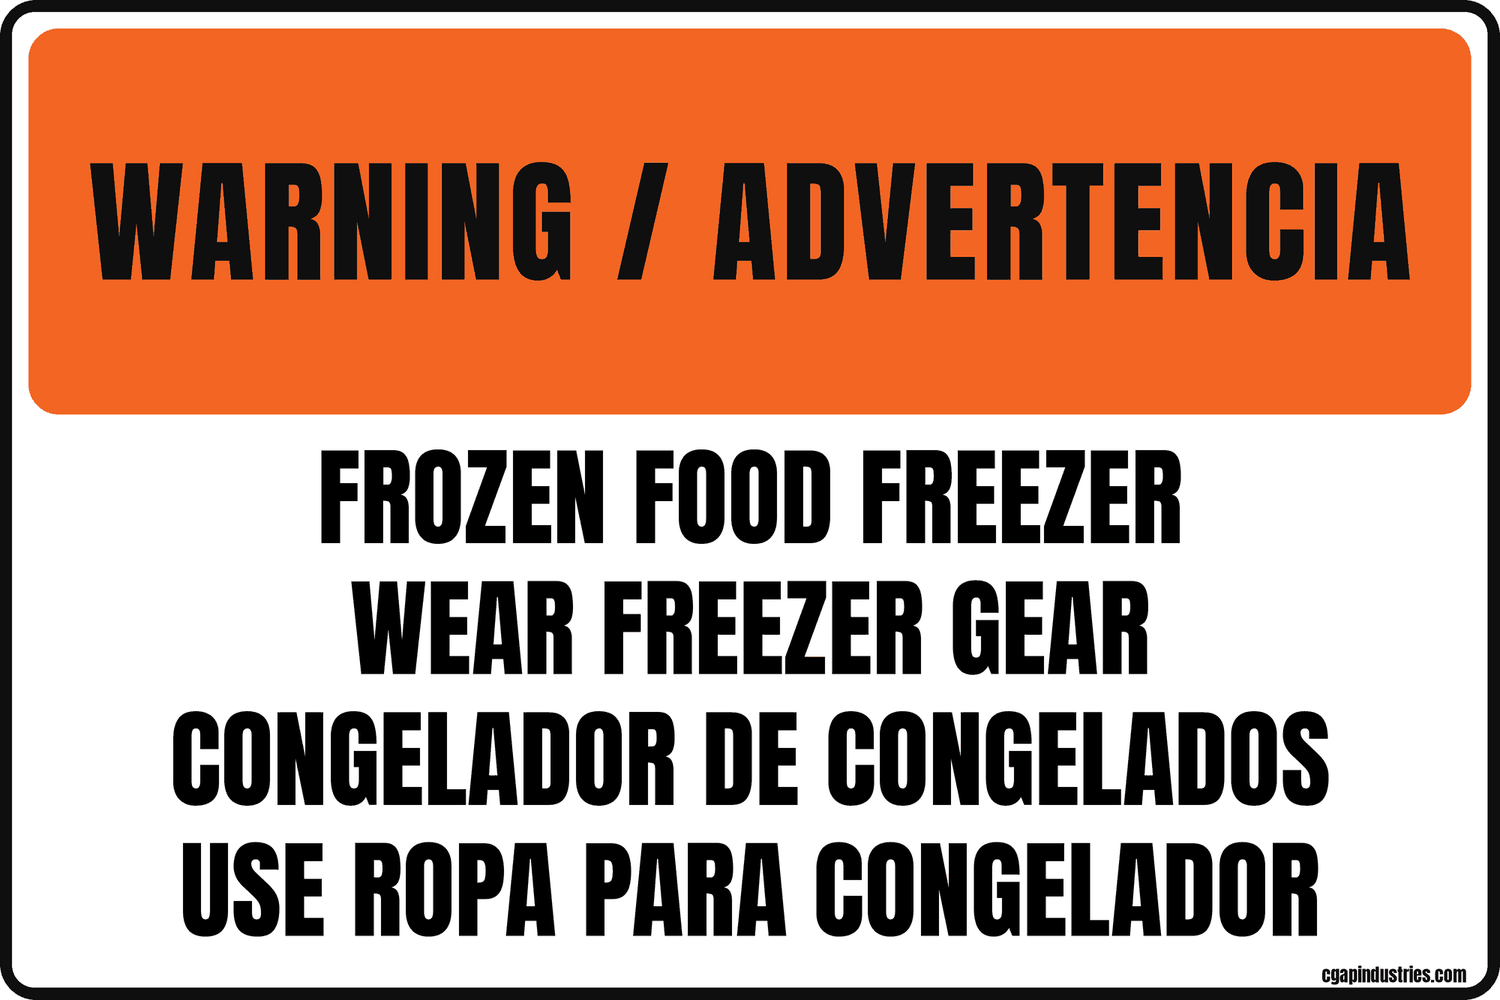 WARNING / ADVERTENCIA
FROZEN FOOD FREEZER
WEAR FREEZER GEAR
CONGELADOR DE CONGELADOS
USE ROPA PARA CONGELADOR
cgapindustries.com